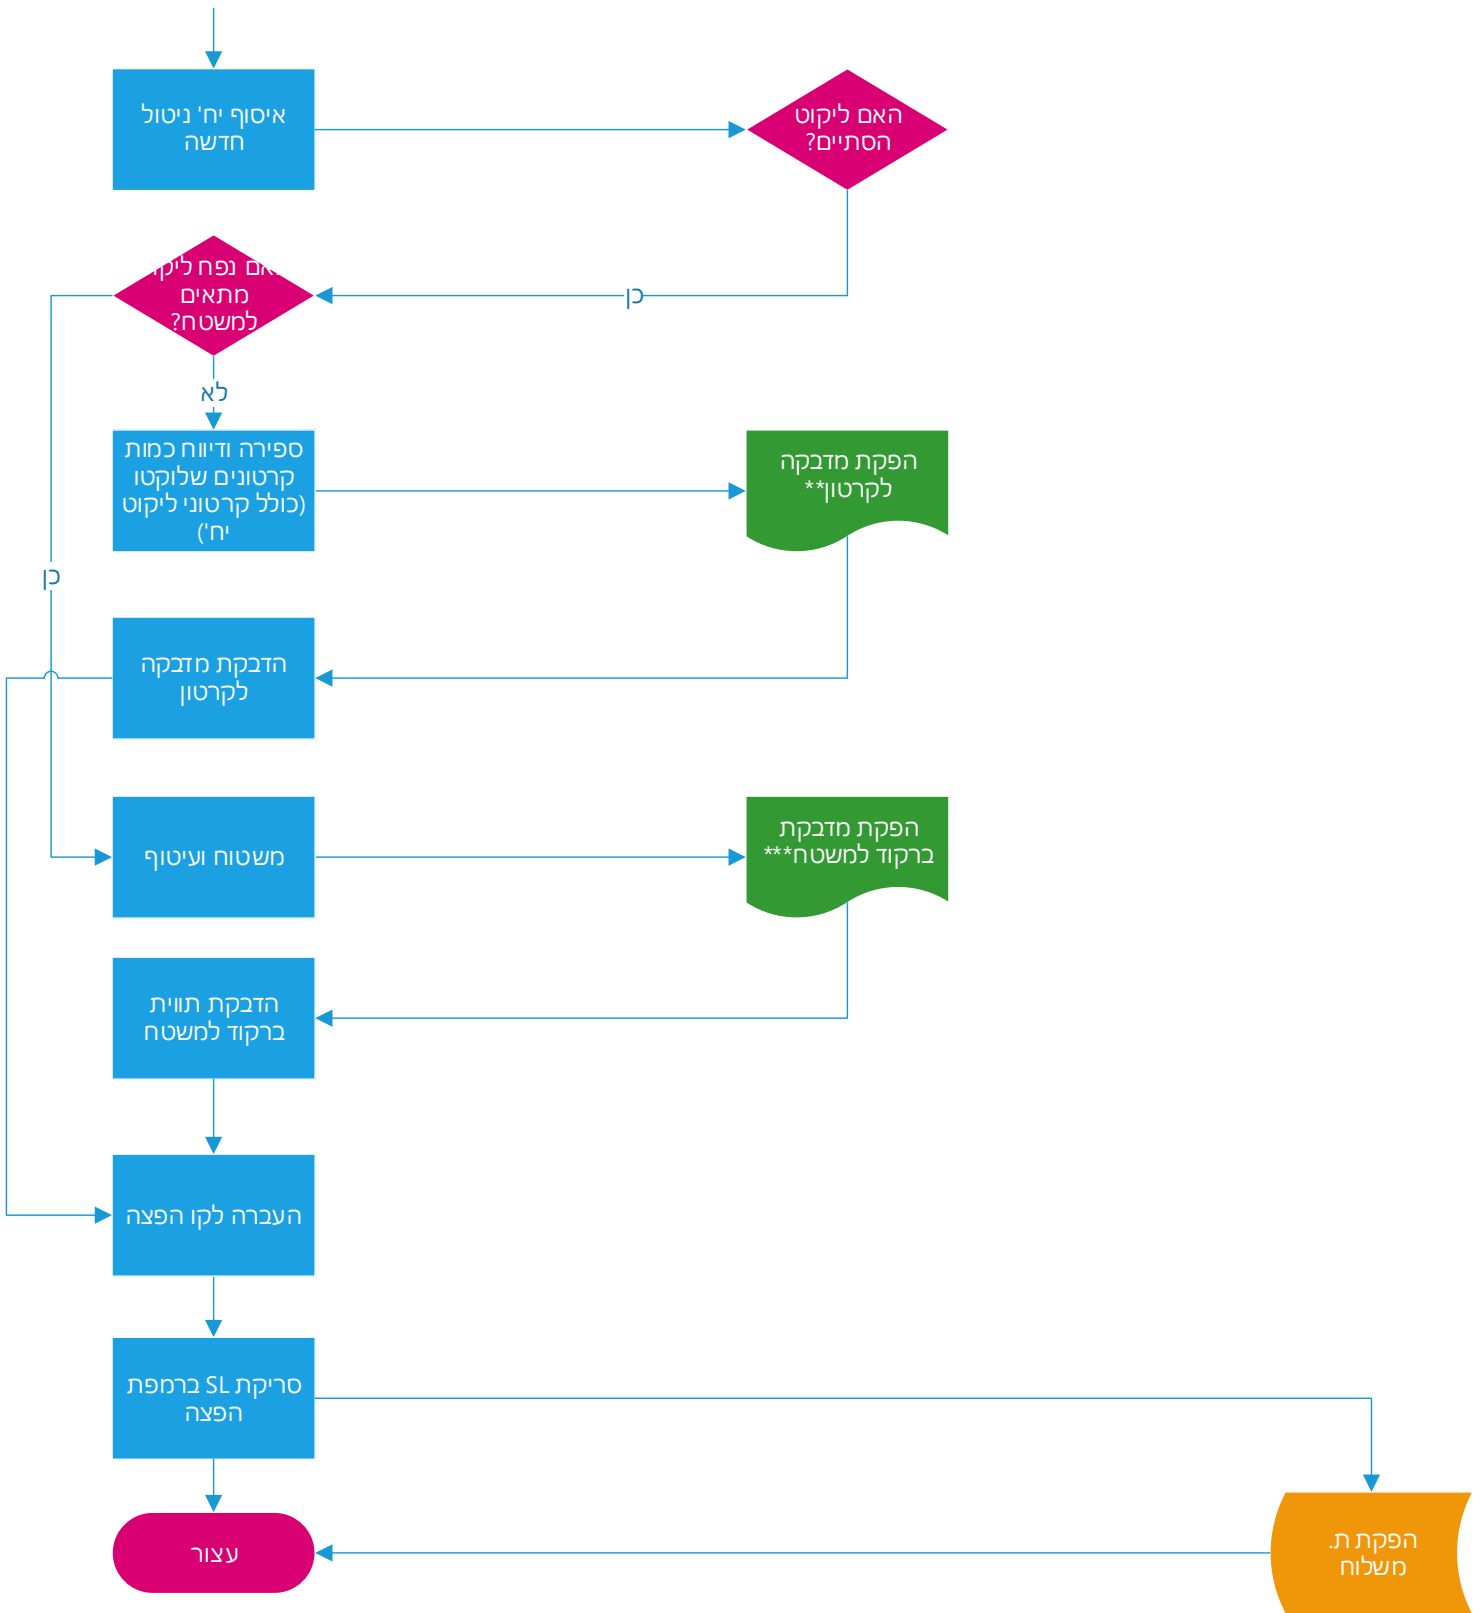 איסוף יח' ניטול
חדשה
האם ליקוט
הסתיים?
כן
נפח
מתאים
למשטח?
לא
ספירה ודיווח כמות
קרטונים שלוקטו
(כולל קרטוני ליקוט
יח')
הפקת מדבקה
לקרטון**
כן
הדבקת מדבקה
לקרטון
משטוח ועיטוף
הפקת מדבקת
ברקוד למשטח***
הדבקת תווית
ברקוד למשטח
העברה לקו הפצה
סריקת SL ברמפת
הפצה
הפקת ת.
משלוח
עצור